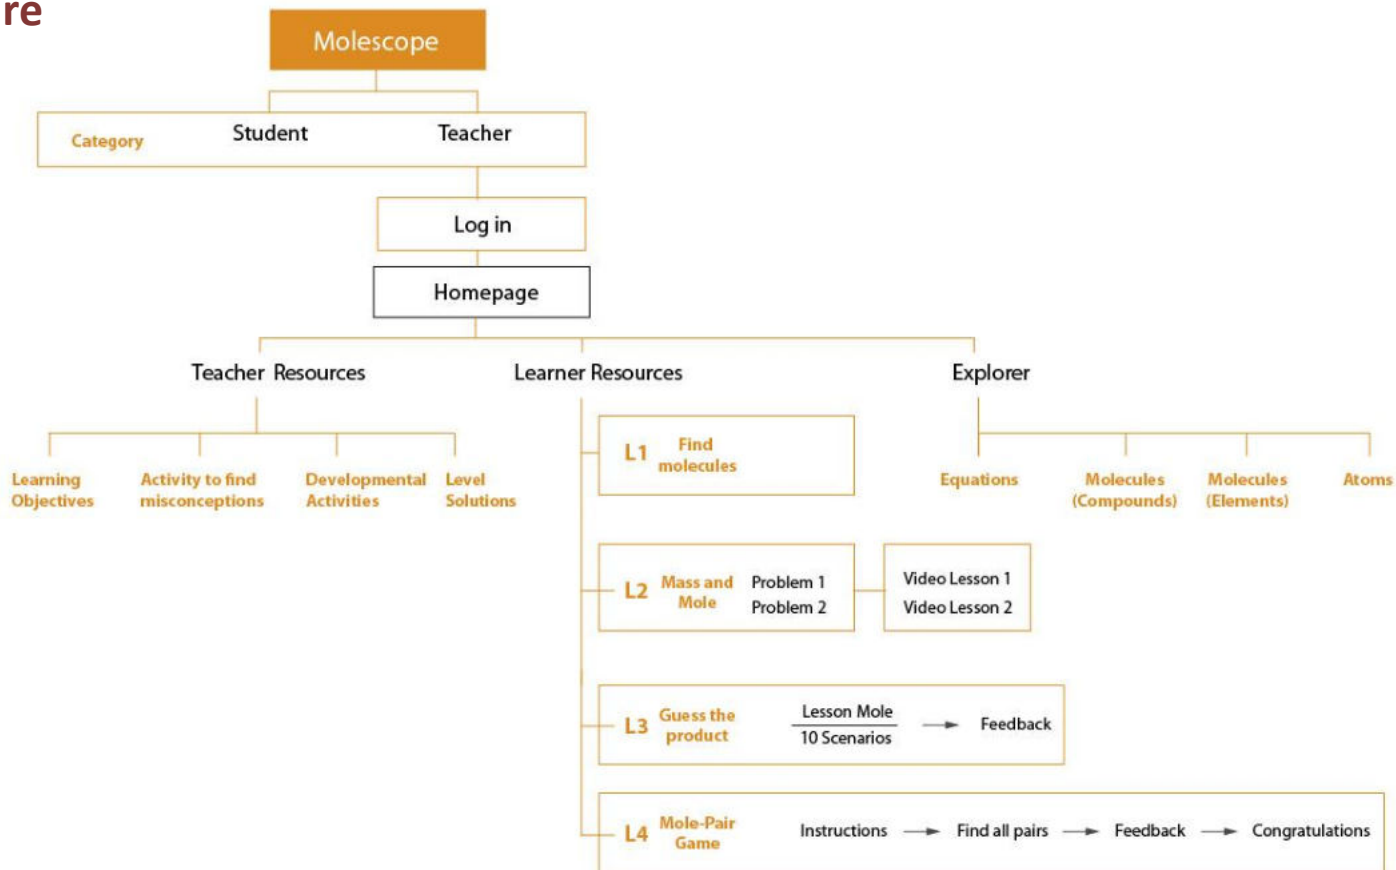 re
Molescope
Category
Student
Teacher
Log in
Homepage
Teacher Resources
Learner Resources
Explorer
Learning
Objectives
Activity to find
misconceptions
Developmental
Activities
Level
Solutions
L1
Find
molecules
L2
Mass and
Mole
Problem 1
Problem 2
Video Lesson 1
Video Lesson 2
L3
Guess the
product
Lesson Mole
10 Scenarios
Feedback
L4
Mole-Pair
Game
Instructions
Find all pairs
Feedback
Congratulations
Equations
Molecules
(Compounds)
Molecules
(Elements)
Atoms